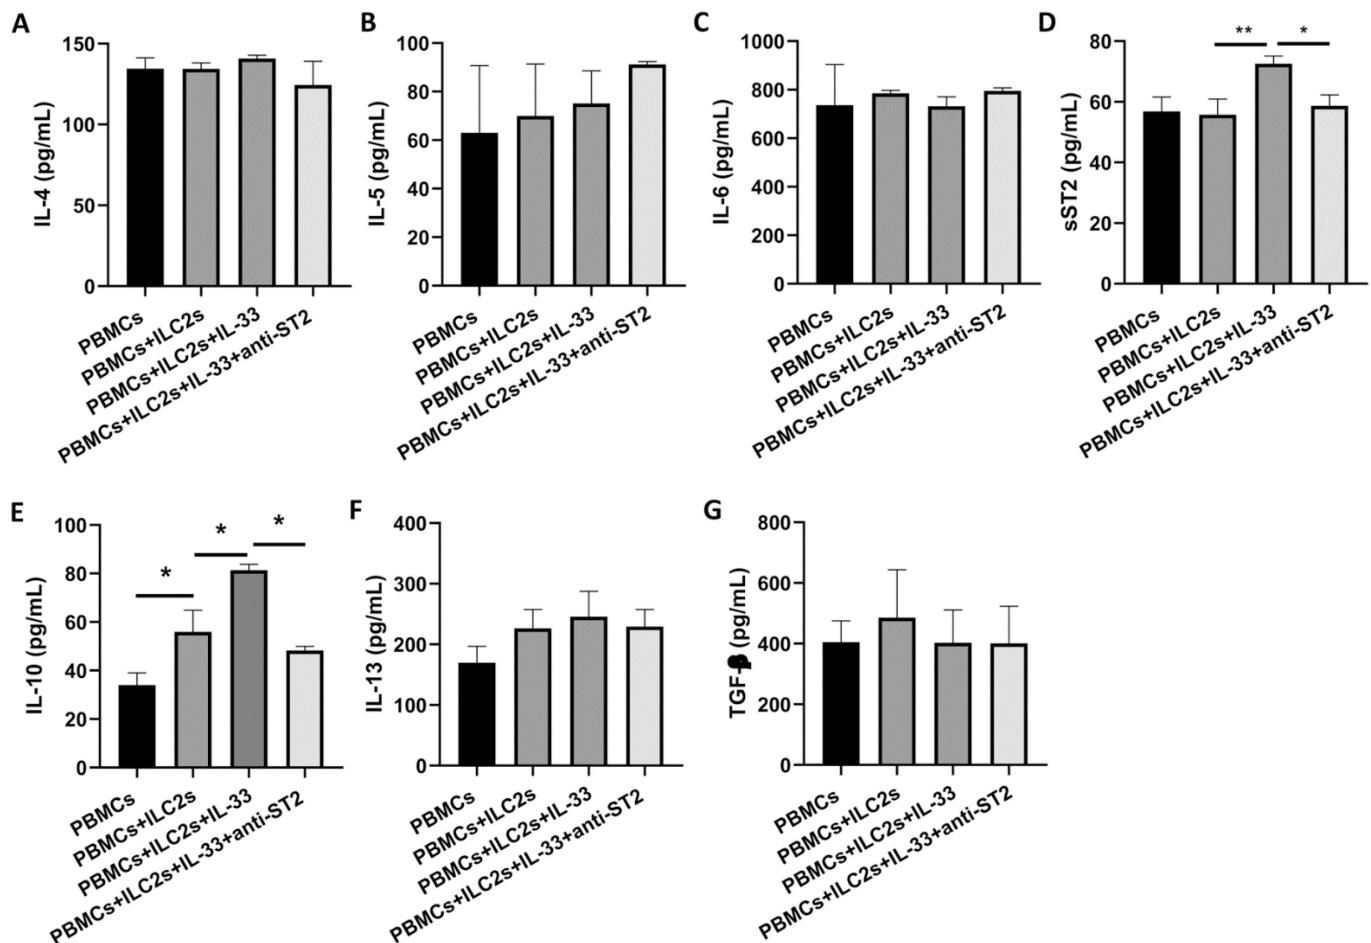 A
IL-4 (pg/mL)
150
100
50
0
PBMCs
PBMCs+ILC2s
PBMCs+ILC2s+IL-33
PBMCs+ILC2s+IL-33+anti-ST2
B
IL-5 (pg/mL)
100
80
60
40
20
0
PBMCs
PBMCs+ILC2s
PBMCs+ILC2s+IL-33
PBMCs+ILC2s+IL-33+anti-ST2
C
IL-6 (pg/mL)
1000
800
600
400
200
0
PBMCs
PBMCs+ILC2s
PBMCs+ILC2s+IL-33
PBMCs+ILC2s+IL-33+anti-ST2
D
sST2 (pg/mL)
80
60
40
20
0
**
*
PBMCs
PBMCs+ILC2s
PBMCs+ILC2s+IL-33
PBMCs+ILC2s+IL-33+anti-ST2
E
IL-10 (pg/mL)
100
80
60
40
20
0
*
*
*
PBMCs
PBMCs+ILC2s
PBMCs+ILC2s+IL-33
PBMCs+ILC2s+IL-33+anti-ST2
F
IL-13 (pg/mL)
400
300
200
100
0
PBMCs
PBMCs+ILC2s
PBMCs+ILC2s+IL-33
PBMCs+ILC2s+IL-33+anti-ST2
G
TGF-β (pg/mL)
800
600
400
200
0
PBMCs
PBMCs+ILC2s
PBMCs+ILC2s+IL-33
PBMCs+ILC2s+IL-33+anti-ST2